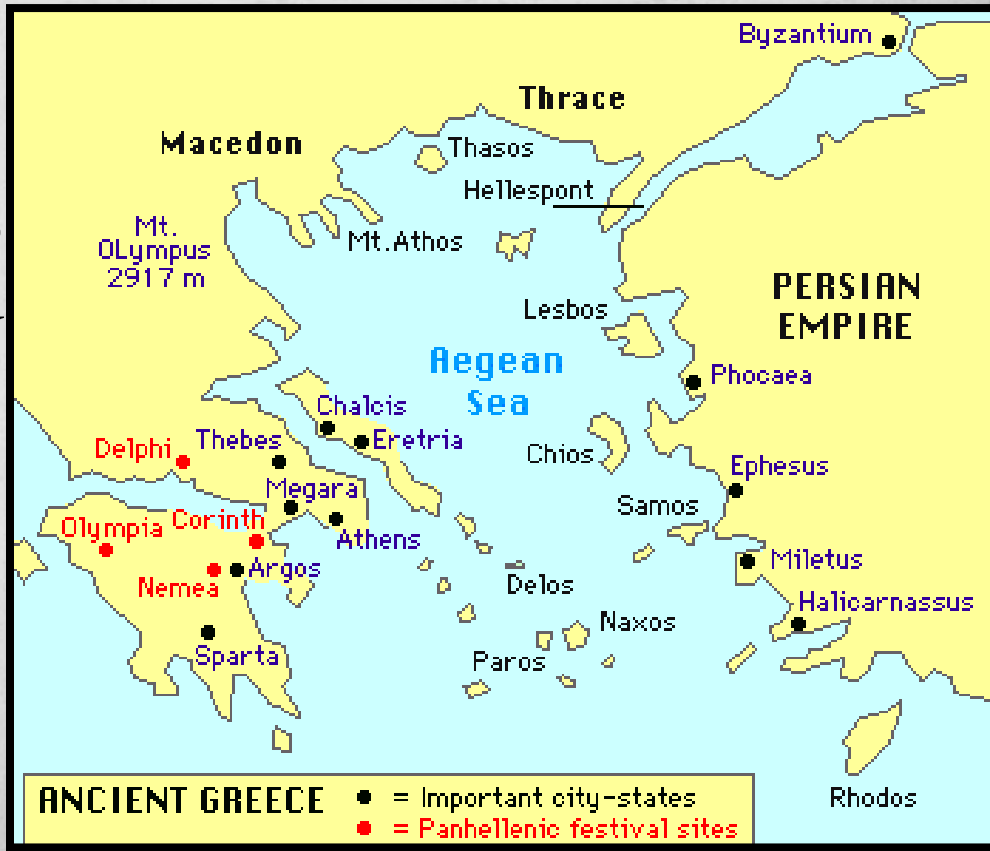 Byzantium
Thrace
Macedon
Thasos
Hellespont
Mt.
OLympus
2917 m
Mt.Athos
PERSIAN
EMPIRE
Lesbos
Aegean
Sea
Phocaea
Chalcis
Eretria
Thebes
Delphi
Chios
Ephesus
Megara
Samos
Corinth
Olympia
Athens
Miletus
Argos
Nemea
Delos
Halicarnassus
Naxos
Sparta
Paros
Rhodos
ANCIENT GREECE
= Important city-states
= Panhellenic festival sites